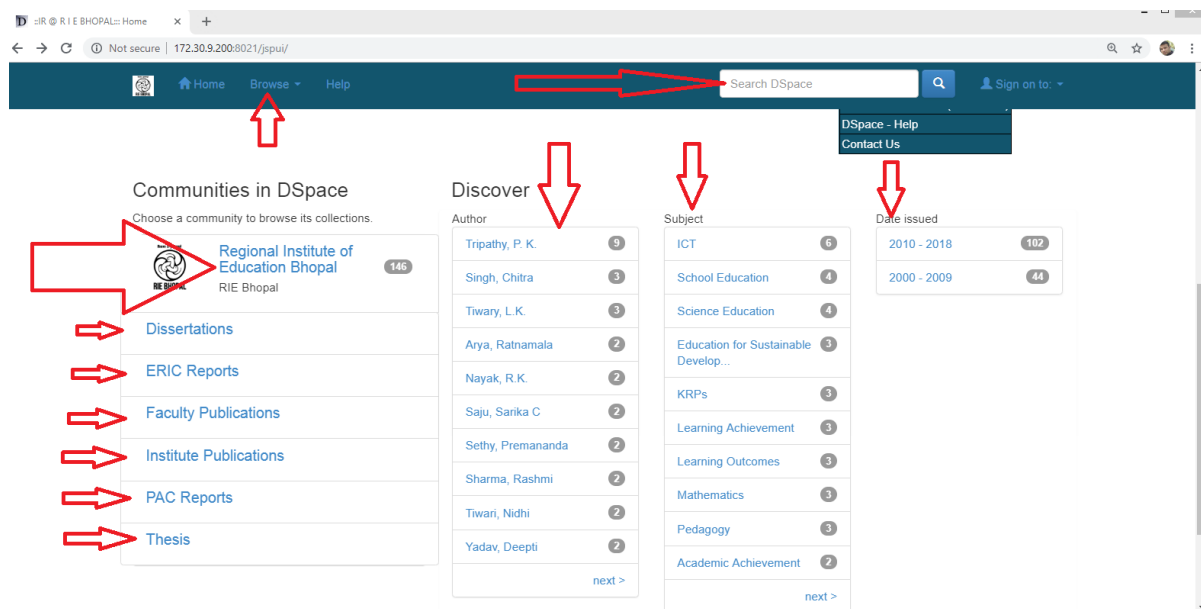 ::IR @ R I E BHOPAL::: Home
Not secure | 172.30.9.200:8021/jspui/
Home Browse Help Search DSpace Sign on to:
DSpace - Help
Contact Us
Communities in DSpace
Choose a community to browse its collections.
Regional Institute of
Education Bhopal 146
RIE Bhopal
RIE BHOPAL
Dissertations
ERIC Reports
Faculty Publications
Institute Publications
PAC Reports
Thesis
Discover
Author
Tripathy, P. K. 9
Singh, Chitra 3
Tiwary, L.K. 3
Arya, Ratnamala 2
Nayak, R.K. 2
Saju, Sarika C 2
Sethy, Premananda 2
Sharma, Rashmi 2
Tiwari, Nidhi 2
Yadav, Deepti 2
next >
Subject
ICT 6
School Education 4
Science Education 4
Education for Sustainable 3
Develop...
KRPs 3
Learning Achievement 3
Learning Outcomes 3
Mathematics 3
Pedagogy 3
Academic Achievement 2
next >
Date issued
2010 - 2018 102
2000 - 2009 44